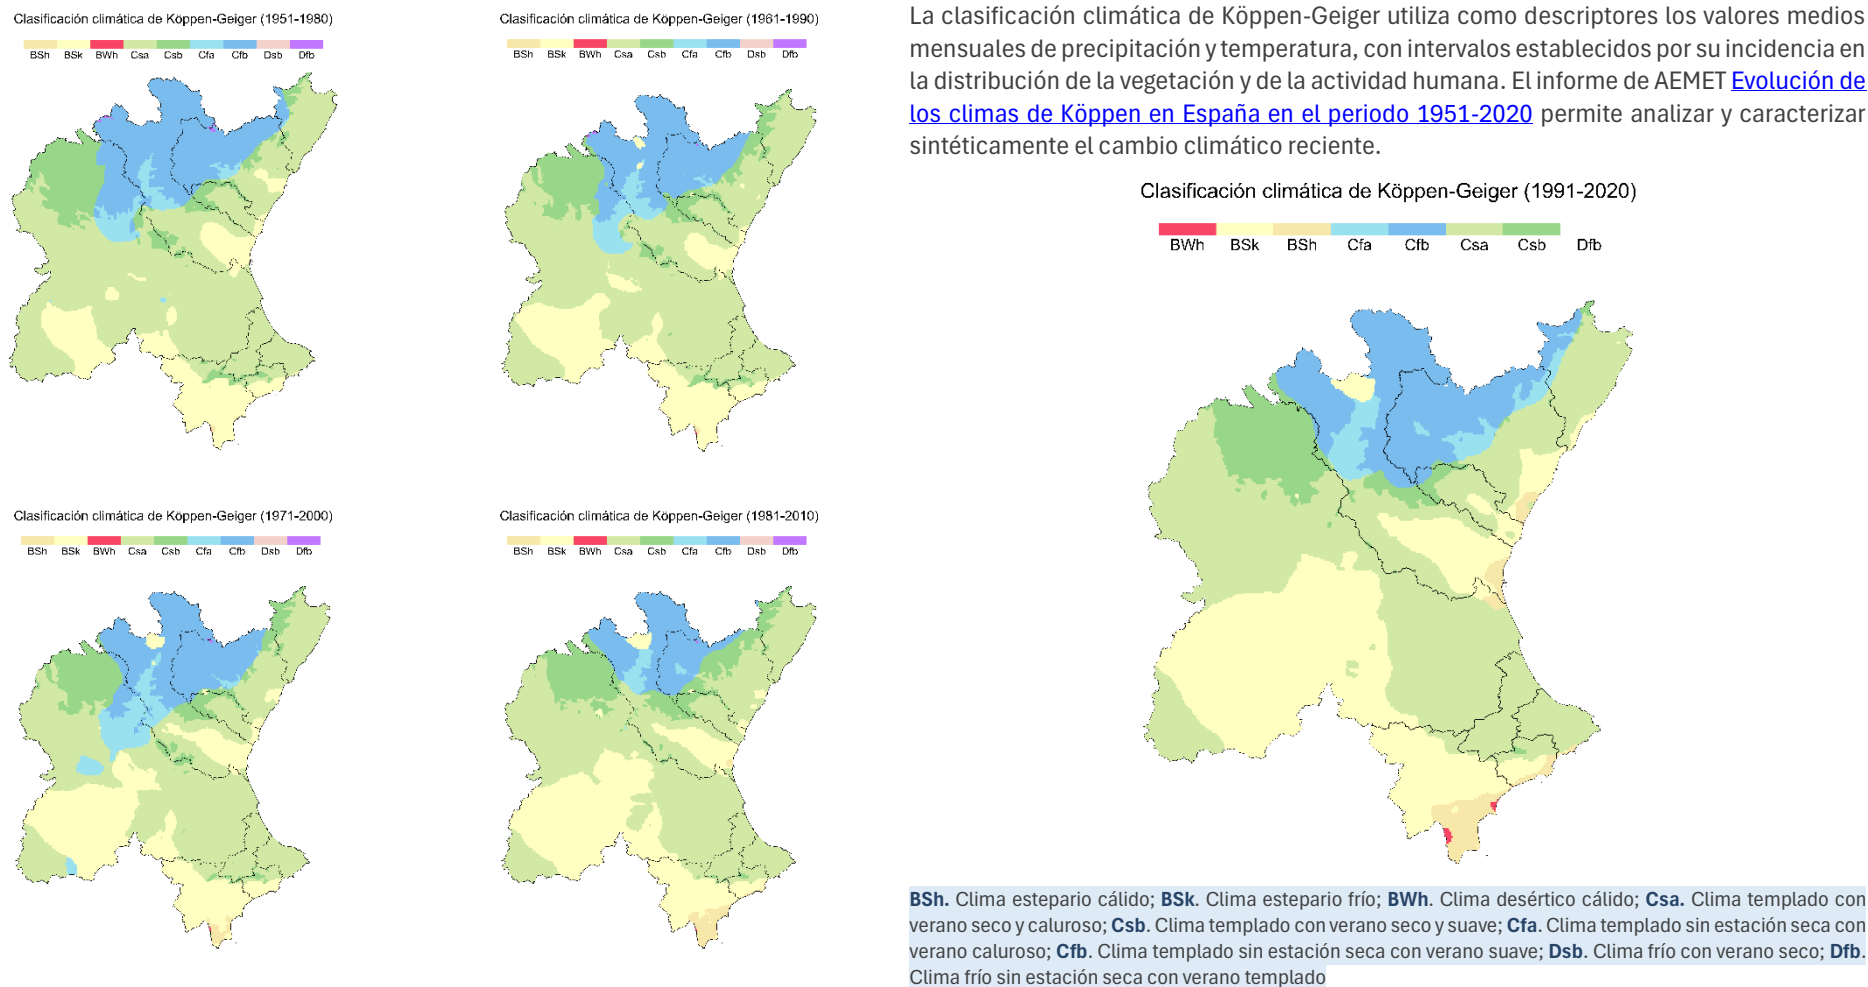 Clasificación climática de Köppen-Geiger (1951-1980)
BSh BSk BWh Csa Csb Cfa Cfb Dsb Dfb
Clasificación climática de Köppen-Geiger (1961-1990)
BSh BSk BWh Csa Csb Cfa Cfb Dsb Dfb
Clasificación climática de Köppen-Geiger (1971-2000)
BSh BSk BWh Csa Csb Cfa Cfb Dsb Dfb
Clasificación climática de Köppen-Geiger (1981-2010)
BSh BSk BWh Csa Csb Cfa Cfb Dsb Dfb
La clasificación climática de Köppen-Geiger utiliza como descriptores los valores medios
mensuales de precipitación y temperatura, con intervalos establecidos por su incidencia en
la distribución de la vegetación y de la actividad humana. El informe de AEMET Evolución de
los climas de Köppen en España en el periodo 1951-2020 permite analizar y caracterizar
sintéticamente el cambio climático reciente.
Clasificación climática de Köppen-Geiger (1991-2020)
BWh BSk BSh Cfa Cfb Csa Csb Dfb
BSh. Clima estepario cálido; BSk. Clima estepario frío; BWh. Clima desértico cálido; Csa. Clima templado con
verano seco y caluroso; Csb. Clima templado con verano seco y suave; Cfa. Clima templado sin estación seca con
verano caluroso; Cfb. Clima templado sin estación seca con verano suave; Dsb. Clima frío con verano seco; Dfb.
Clima frío sin estación seca con verano templado